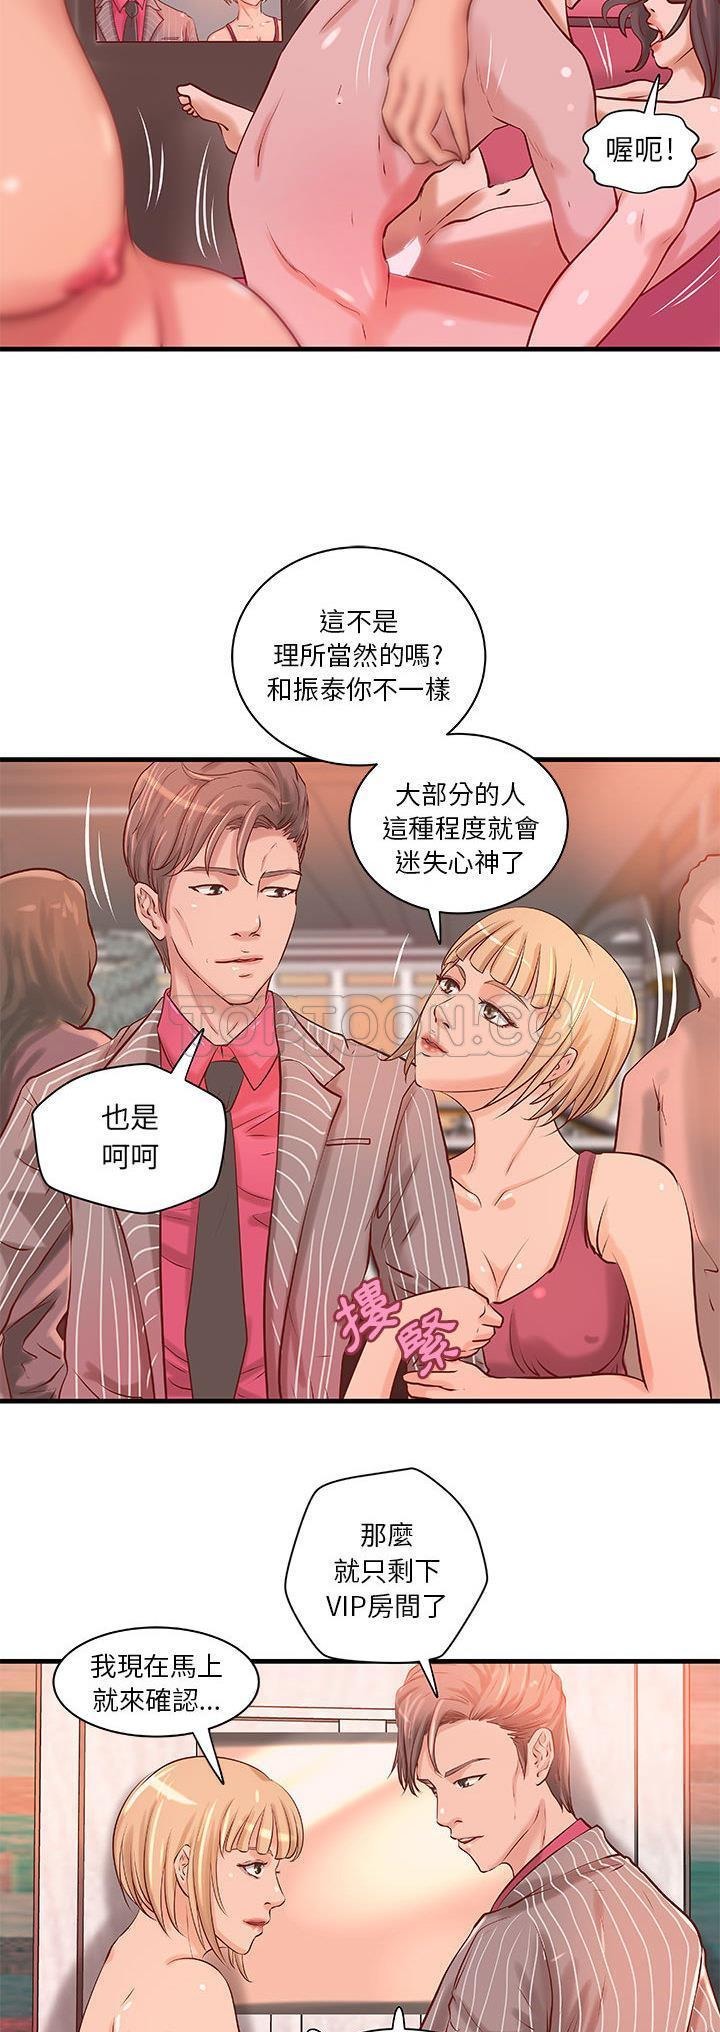 喔呃!
這不是
理所當然的嗎?
和振泰你不一樣
大部分的人
這種程度就會
迷失心神了
TOPTOON.CC
也是
呵呵
摟
緊
那麼
就只剩下
VIP房間了
我現在馬上
就來確認...